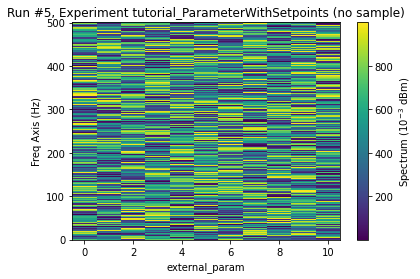 Run #5, Experiment tutorial_ParameterWithSetpoints (no sample)
500
400
300
200
100
0
Freq Axis (Hz)
0 2 4 6 8 10
external_param
800
600
400
200
Spectrum (10⁻³ dBm)